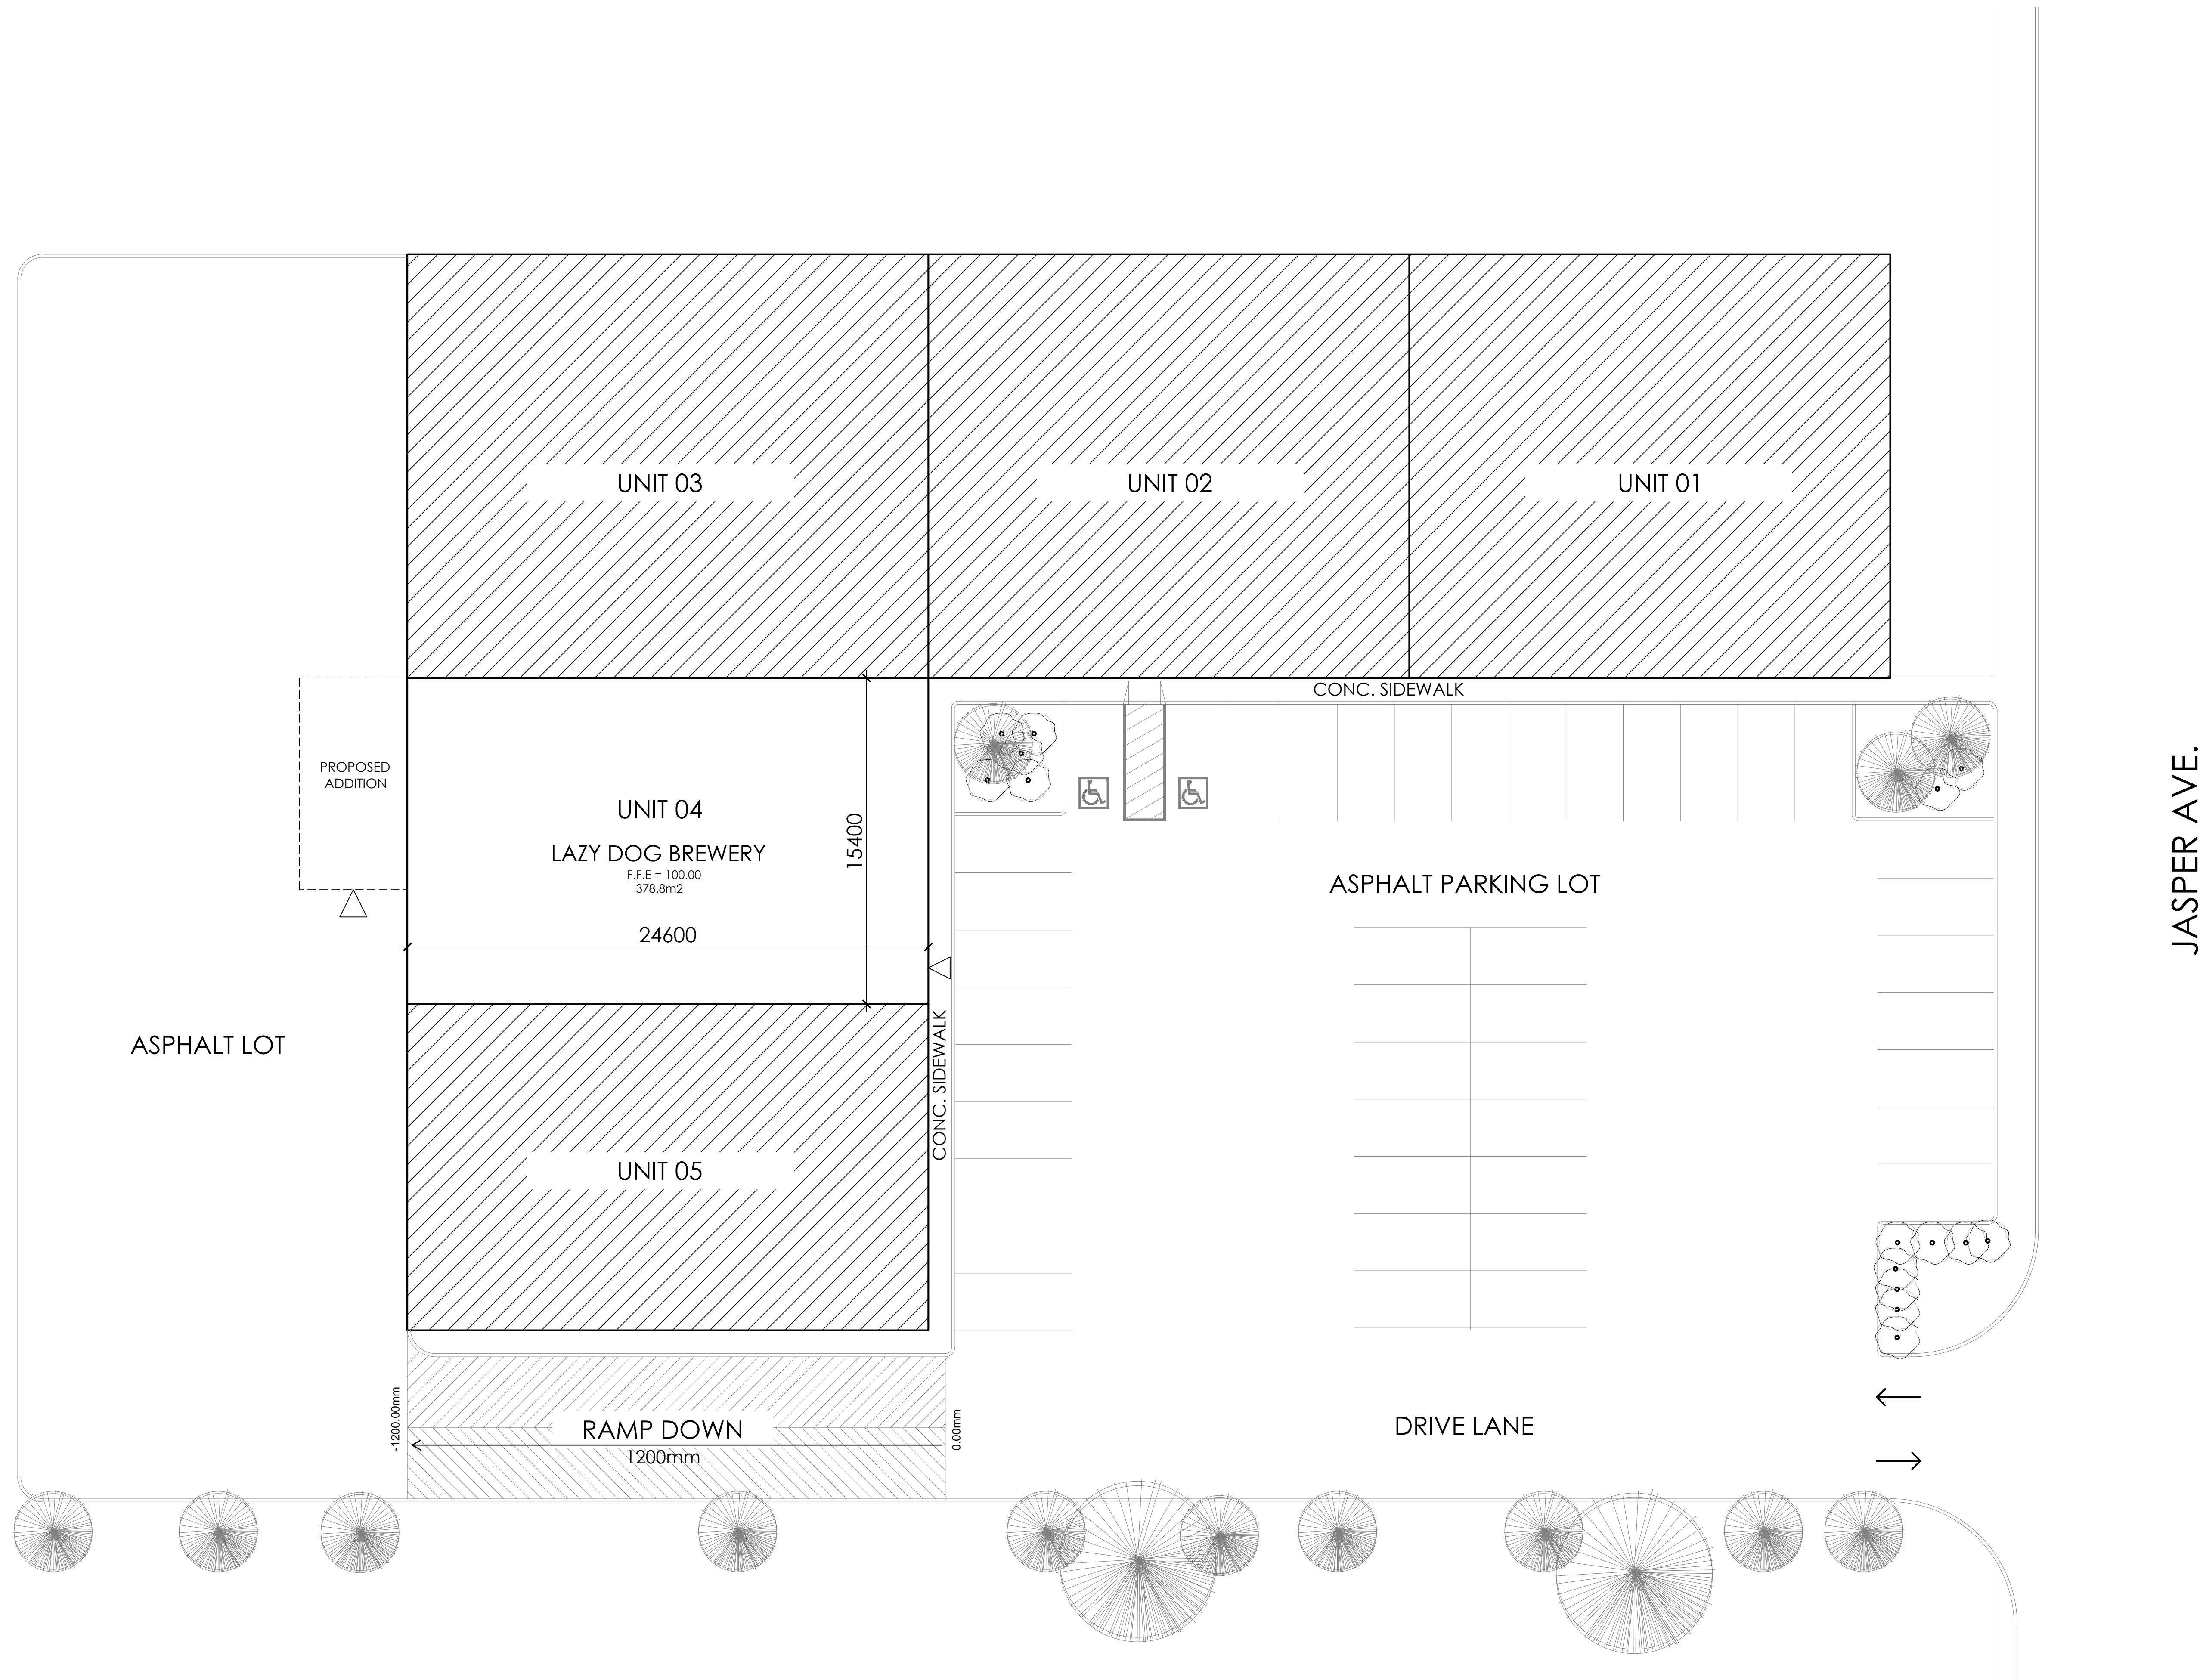 UNIT 03
UNIT 02
UNIT 01
CONC. SIDEWALK
PROPOSED
ADDITION
UNIT 04
LAZY DOG BREWERY
F.F.E = 100.00
378.8m2
15400
24600
ASPHALT PARKING LOT
JASPER AVE.
ASPHALT LOT
CONC. SIDEWALK
UNIT 05
-1200.00mm
RAMP DOWN
1200mm
0.00mm
DRIVE LANE